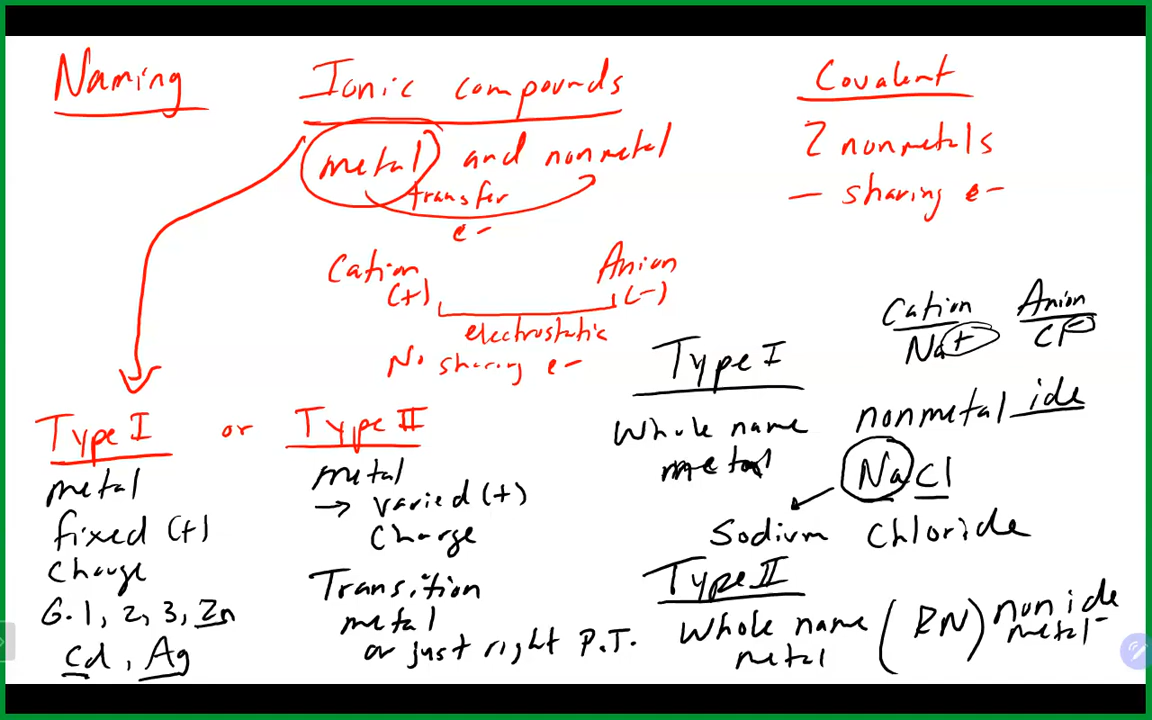 Naming
Ionic compounds
metal and nonmetal
transfer
e-
Cation
(+)
Anion
(-)
electrostatic
No sharing e-
Covalent
2 nonmetals
- sharing e-
Type I or Type II
metal
fixed (+)
charge
G. 1, 2, 3, Zn
Cd, Ag
metal
→ varied (+)
Charge
Transition
metal
or just right P.T.
Cation Anion
Na+ Cl-
Type I
Whole name nonmetal ide
metal
NaCl
Sodium Chloride
Type II
Whole name (RN) non ide
metal metal-